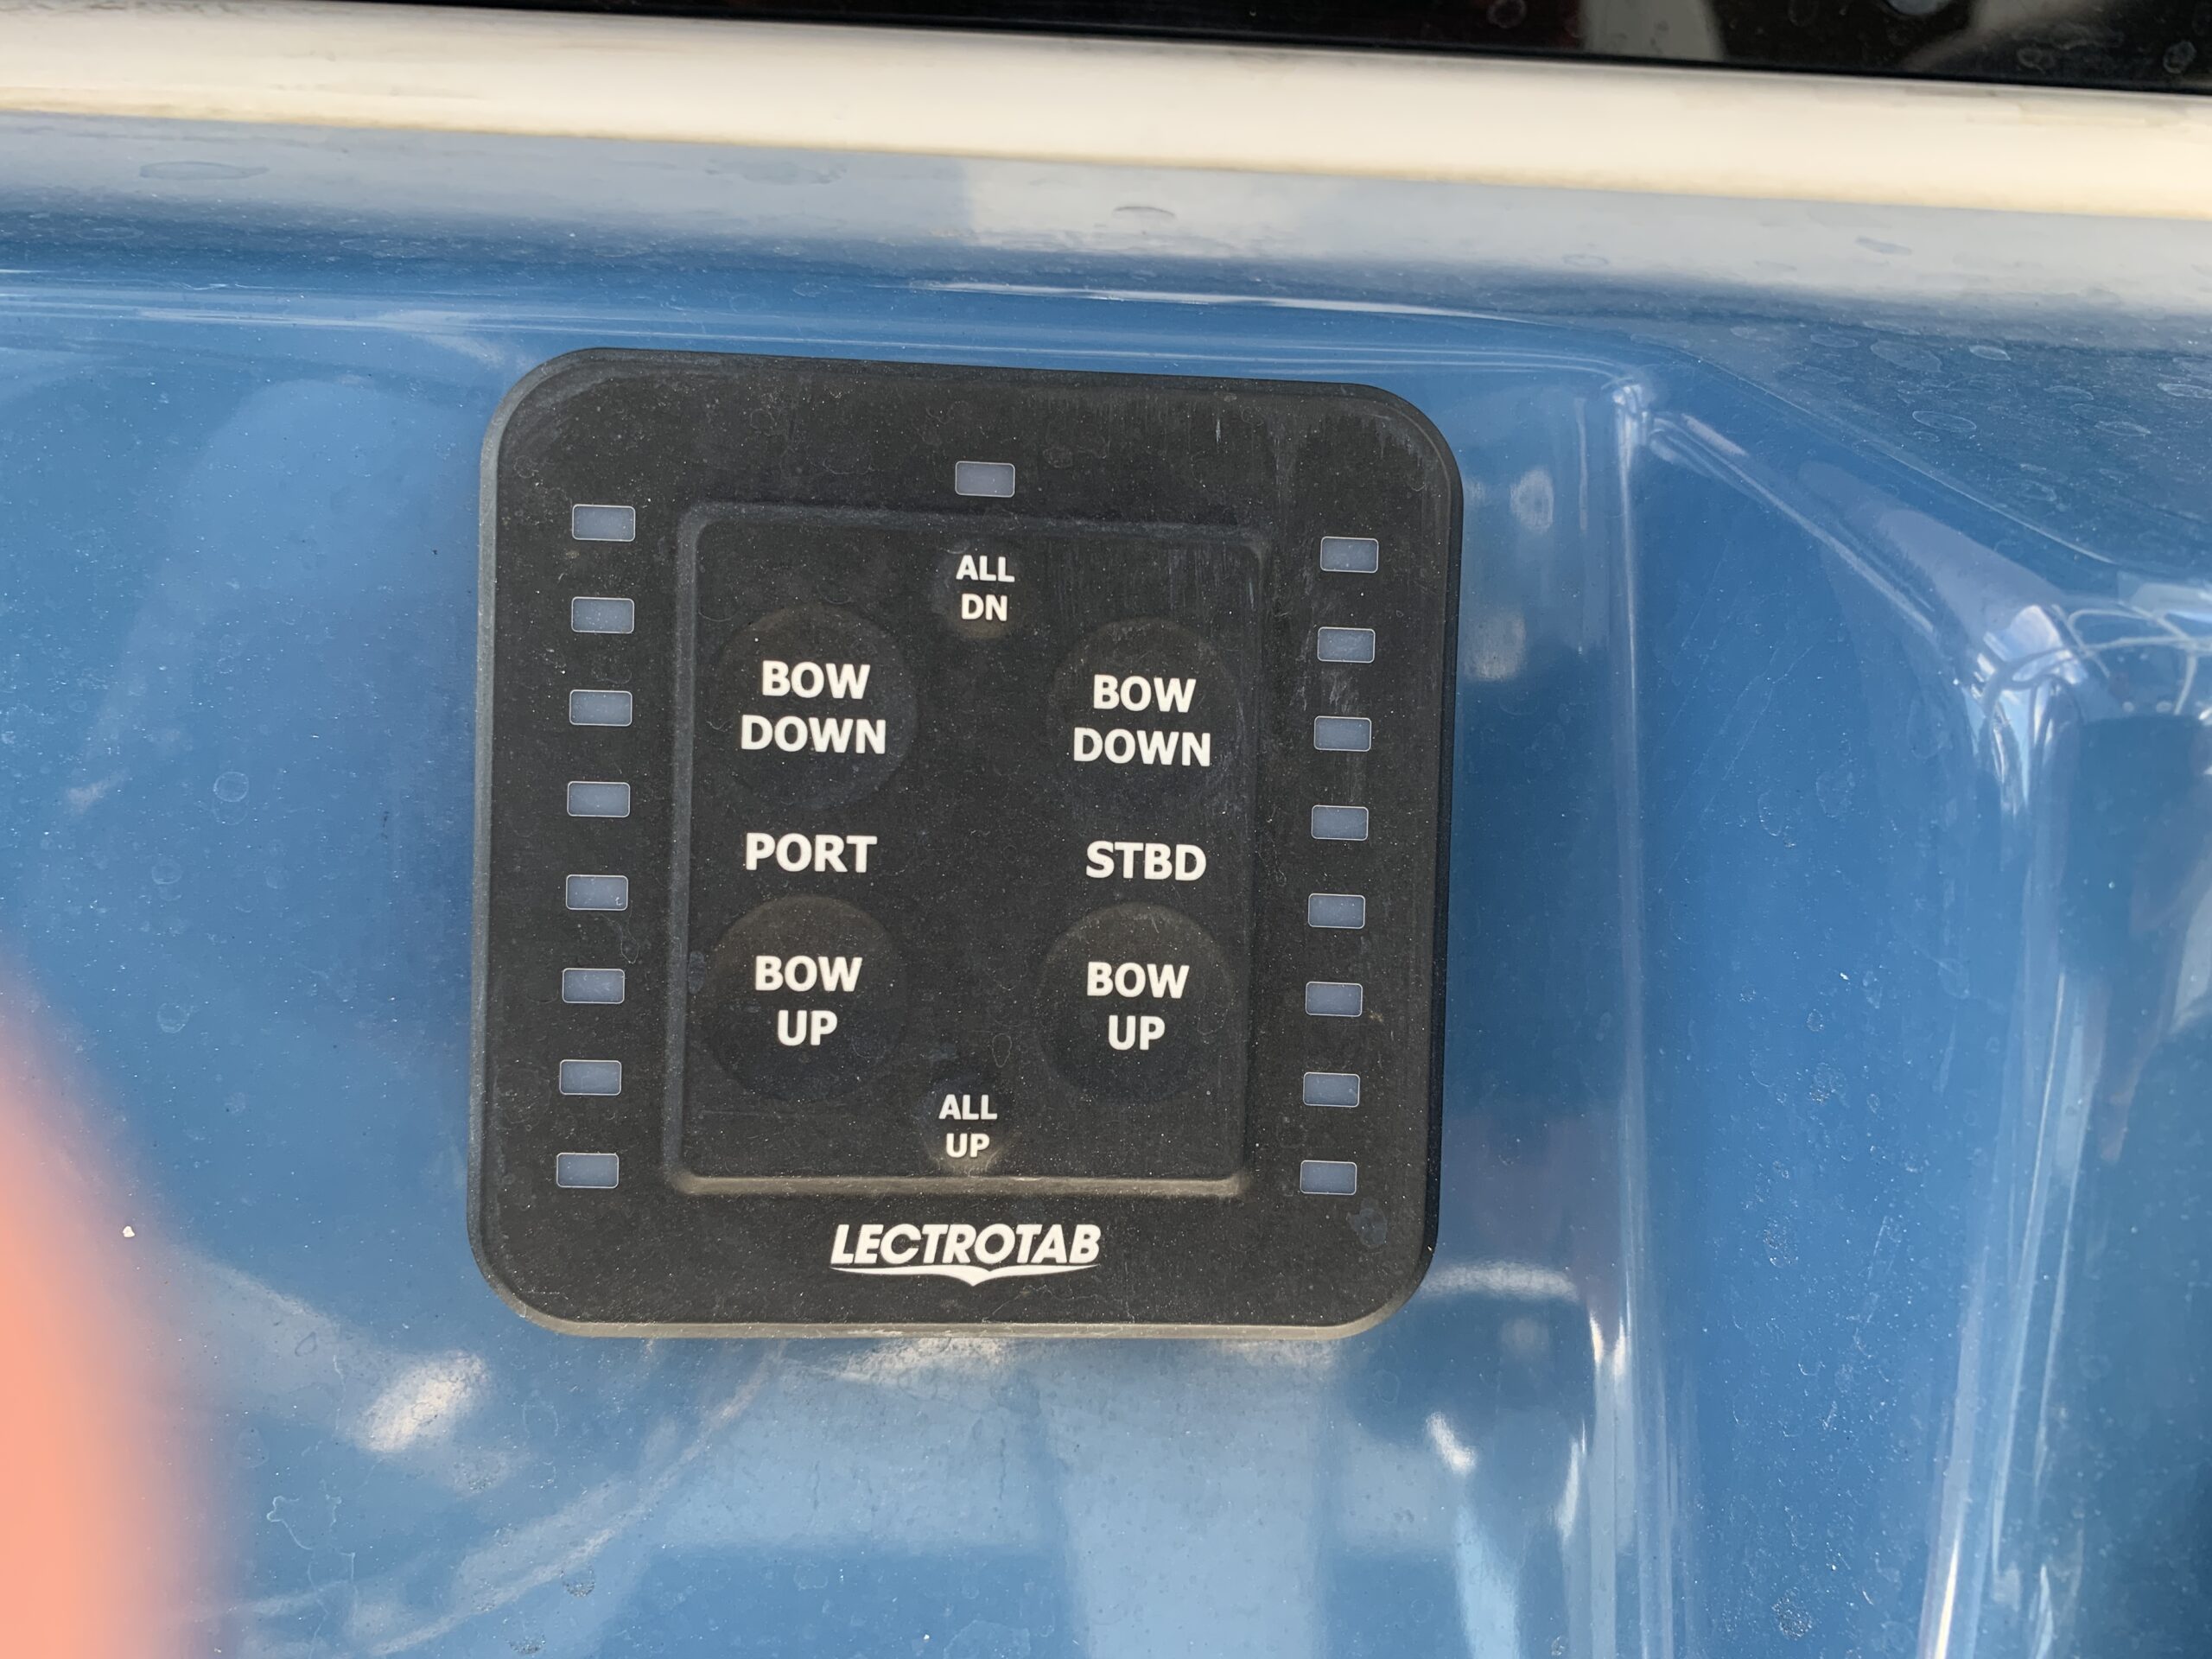 ALL
DN
BOW
DOWN
BOW
DOWN
PORT
STBD
BOW
UP
BOW
UP
ALL
UP
LECTROTAB